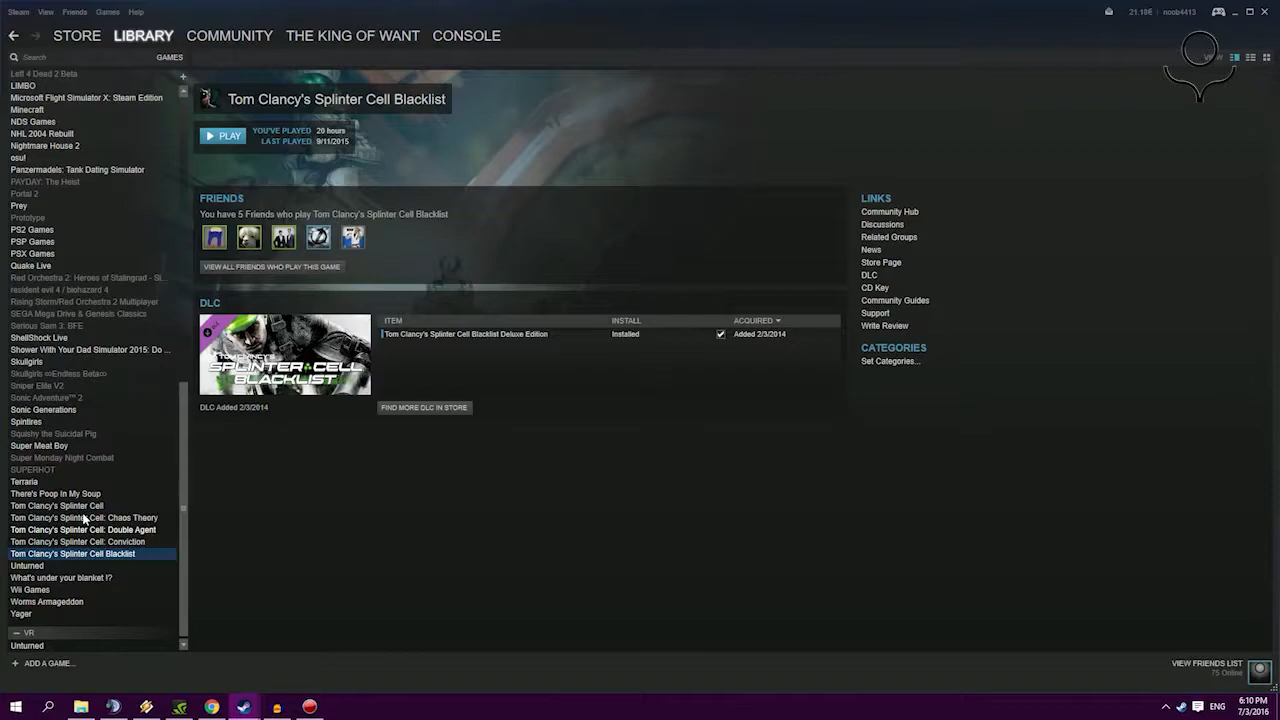 Steam View Friends Games Help
21.18€ noob4413
STORE LIBRARY COMMUNITY THE KING OF WANT CONSOLE
Search GAMES
Left 4 Dead 2 Beta
LIMBO
Microsoft Flight Simulator X: Steam Edition
Minecraft
NDS Games
NHL 2004 Rebuilt
Nightmare House 2
osu!
Panzermadels: Tank Dating Simulator
PAYDAY: The Heist
Portal 2
Prey
Prototype
PS2 Games
PSP Games
PSX Games
Quake Live
Red Orchestra 2: Heroes of Stalingrad - Si...
resident evil 4 / biohazard 4
Rising Storm/Red Orchestra 2 Multiplayer
SEGA Mega Drive & Genesis Classics
Serious Sam 3: BFE
ShellShock Live
Shower With Your Dad Simulator 2015: Do ...
Skullgirls
Skullgirls ∞Endless Beta∞
Sniper Elite V2
Sonic Adventure™ 2
Sonic Generations
Spintires
Squishy the Suicidal Pig
Super Meat Boy
Super Monday Night Combat
SUPERHOT
Terraria
There's Poop In My Soup
Tom Clancy's Splinter Cell
Tom Clancy's Splinter Cell: Chaos Theory
Tom Clancy's Splinter Cell: Double Agent
Tom Clancy's Splinter Cell: Conviction
Tom Clancy's Splinter Cell Blacklist
Unturned
What's under your blanket !?
Wii Games
Worms Armageddon
Yager
— VR
Unturned
+ ADD A GAME...
Tom Clancy's Splinter Cell Blacklist
PLAY
YOU'VE PLAYED 20 hours
LAST PLAYED 9/11/2015
FRIENDS
You have 5 Friends who play Tom Clancy's Splinter Cell Blacklist
VIEW ALL FRIENDS WHO PLAY THIS GAME
DLC
TOM CLANCY'S
SPLINTER CELL
BLACKLIST
DLC Added 2/3/2014
ITEM INSTALL ACQUIRED
Tom Clancy's Splinter Cell Blacklist Deluxe Edition Installed Added 2/3/2014
FIND MORE DLC IN STORE
LINKS
Community Hub
Discussions
Related Groups
News
Store Page
DLC
CD Key
Community Guides
Support
Write Review
CATEGORIES
Set Categories...
VIEW FRIENDS LIST
75 Online
ENG
6:10 PM
7/3/2016